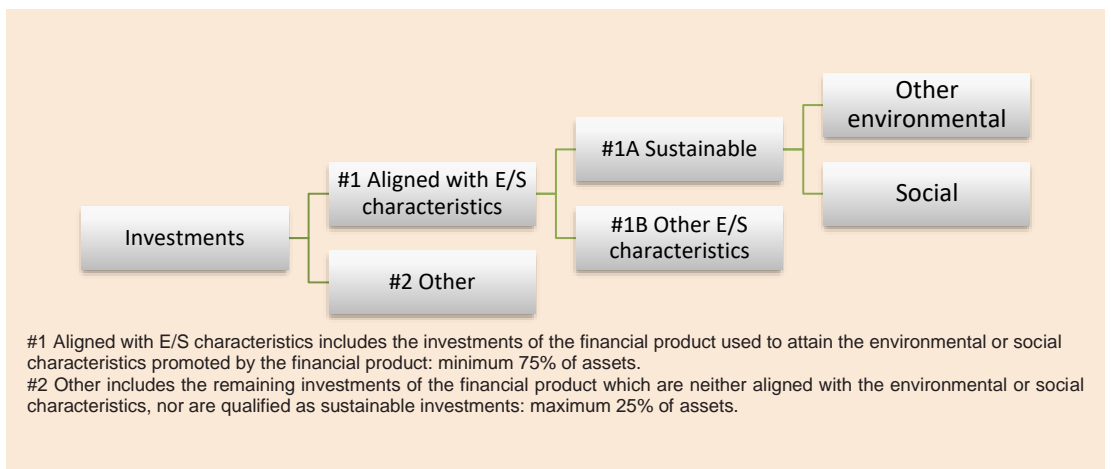 Other
environmental
#1A Sustainable
#1 Aligned with E/S
characteristics
Social
Investments
#1B Other E/S
characteristics
#2 Other
#1 Aligned with E/S characteristics includes the investments of the financial product used to attain the environmental or social
characteristics promoted by the financial product: minimum 75% of assets.
#2 Other includes the remaining investments of the financial product which are neither aligned with the environmental or social
characteristics, nor are qualified as sustainable investments: maximum 25% of assets.